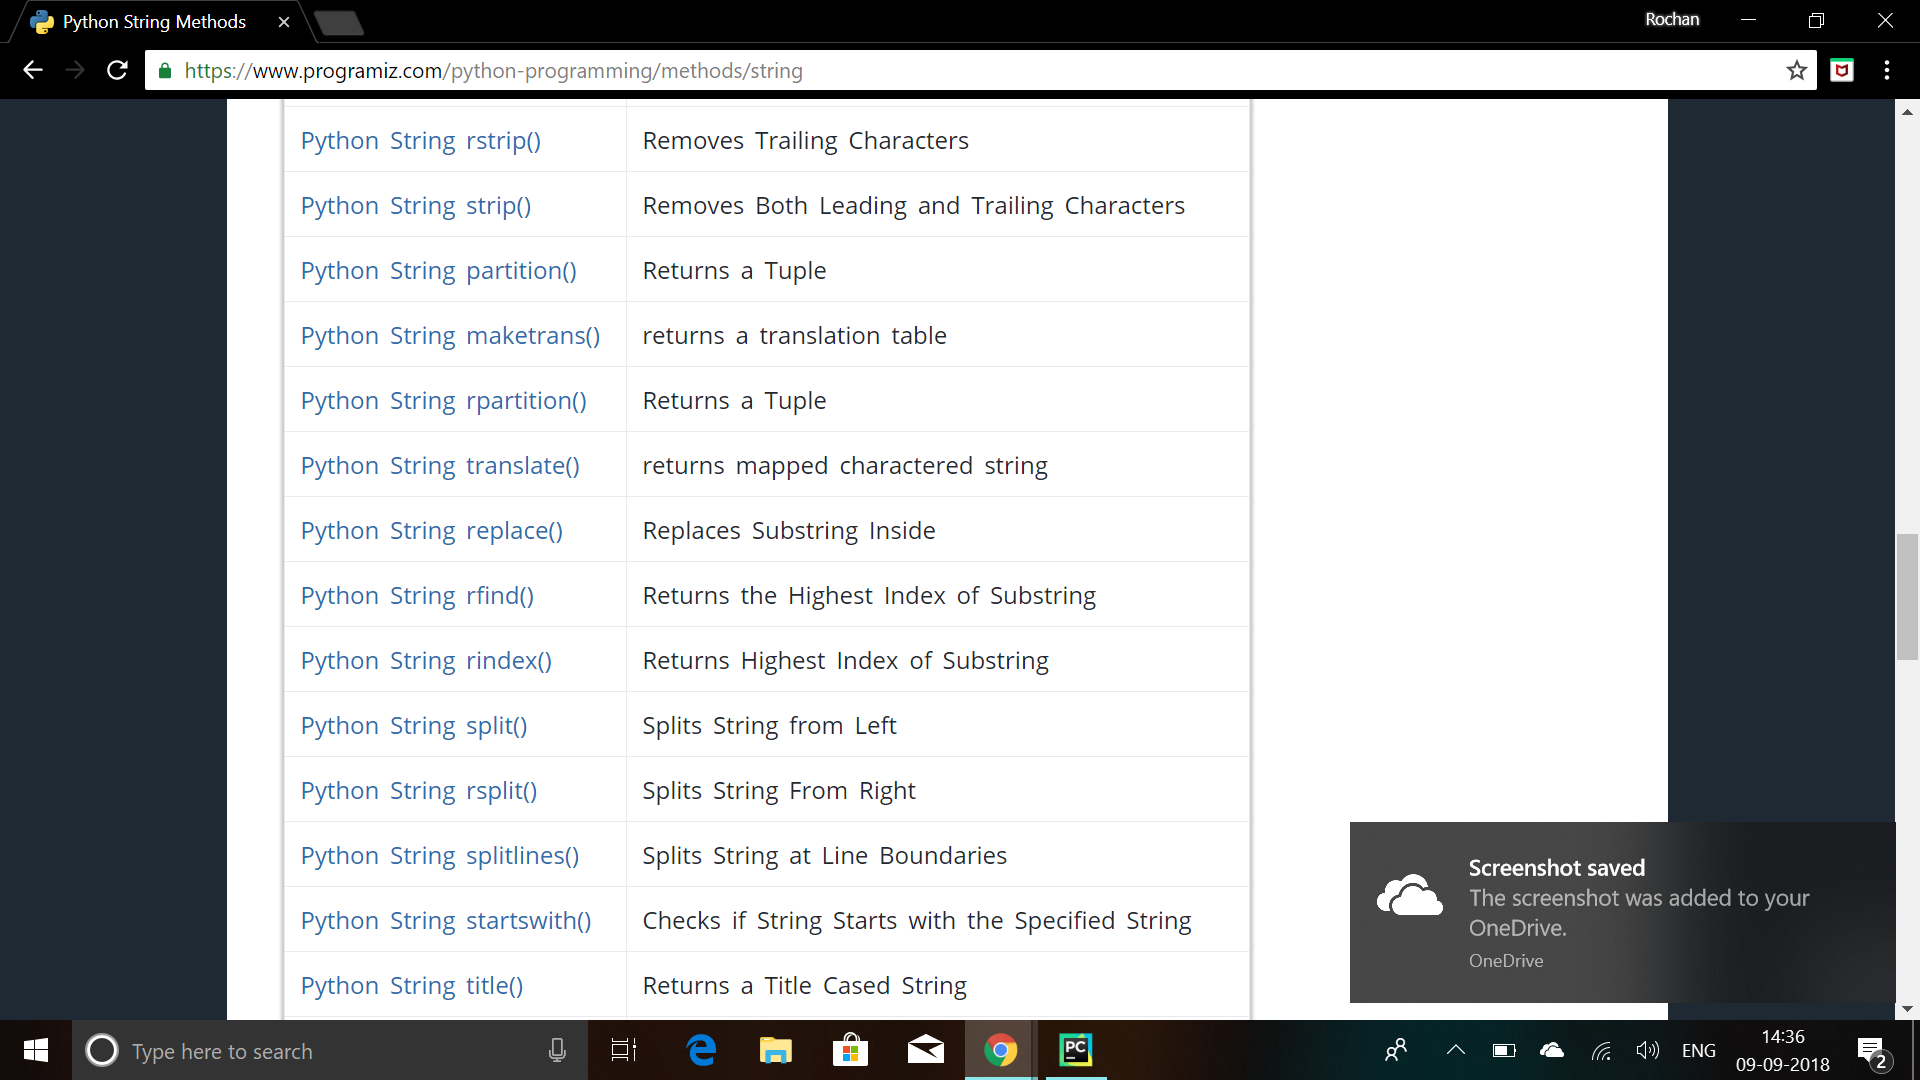 Python String Methods
Rochan
https://www.programiz.com/python-programming/methods/string
Python String rstrip() Removes Trailing Characters
Python String strip() Removes Both Leading and Trailing Characters
Python String partition() Returns a Tuple
Python String maketrans() returns a translation table
Python String rpartition() Returns a Tuple
Python String translate() returns mapped charactered string
Python String replace() Replaces Substring Inside
Python String rfind() Returns the Highest Index of Substring
Python String rindex() Returns Highest Index of Substring
Python String split() Splits String from Left
Python String rsplit() Splits String From Right
Python String splitlines() Splits String at Line Boundaries
Python String startswith() Checks if String Starts with the Specified String
Python String title() Returns a Title Cased String
Screenshot saved
The screenshot was added to your
OneDrive.
OneDrive
Type here to search
PC
ENG
14:36
09-09-2018
2